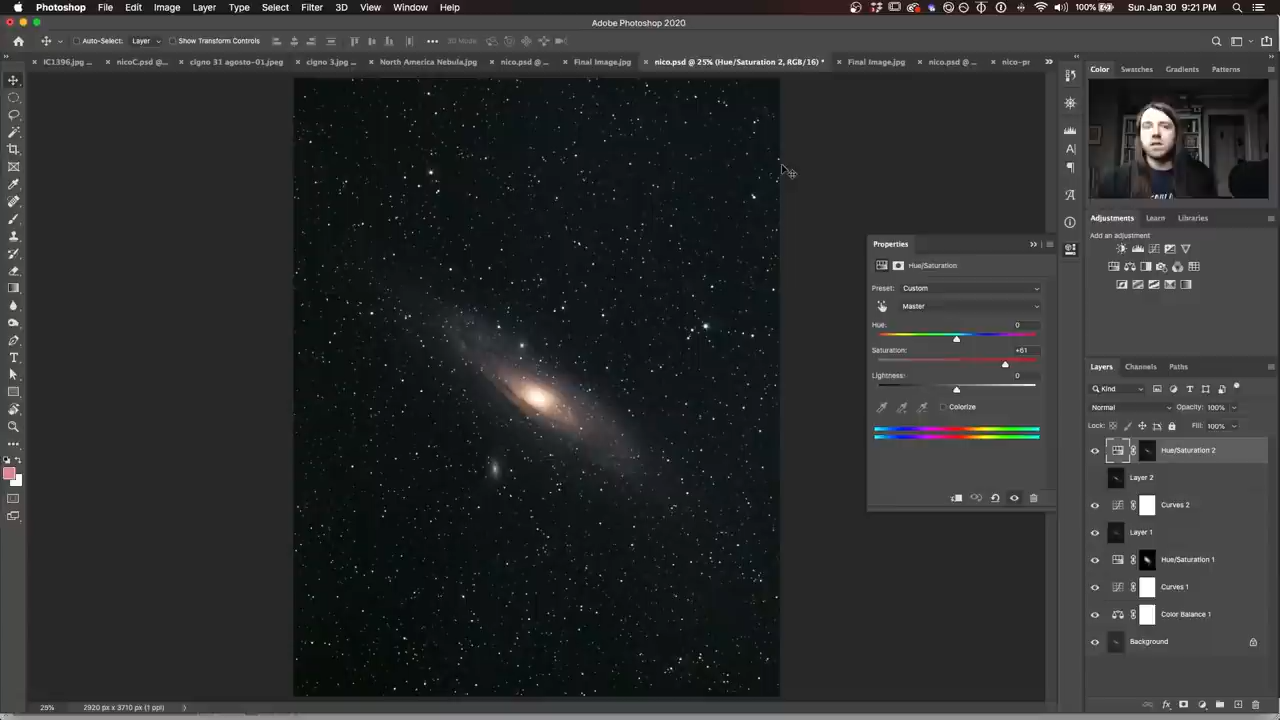 Photoshop File Edit Image Layer Type Select Filter 3D View Window Help 100% Sun Jan 30 9:21 PM
Adobe Photoshop 2020
Auto-Select: Layer Show Transform Controls 3D Mode:
IC1396.jpg ... nicoC.psd @... cigno 31 agosto-01.jpeg cigno 3.jpg ... North America Nebula.jpg nico.psd @ ... Final Image.jpg nico.psd @ 25% (Hue/Saturation 2, RGB/16) * Final Image.jpg nico.psd @ ... nico-pr
Color Swatches Gradients Patterns
Adjustments Learn Libraries
Add an adjustment
Properties
Hue/Saturation
Preset: Custom
Master
Hue: 0
Saturation: +61
Lightness: 0
Colorize
Layers Channels Paths
Kind
Normal Opacity: 100%
Lock: Fill: 100%
Hue/Saturation 2
Layer 2
Curves 2
Layer 1
Hue/Saturation 1
Curves 1
Color Balance 1
Background
25% 2920 px x 3710 px (1 ppi)